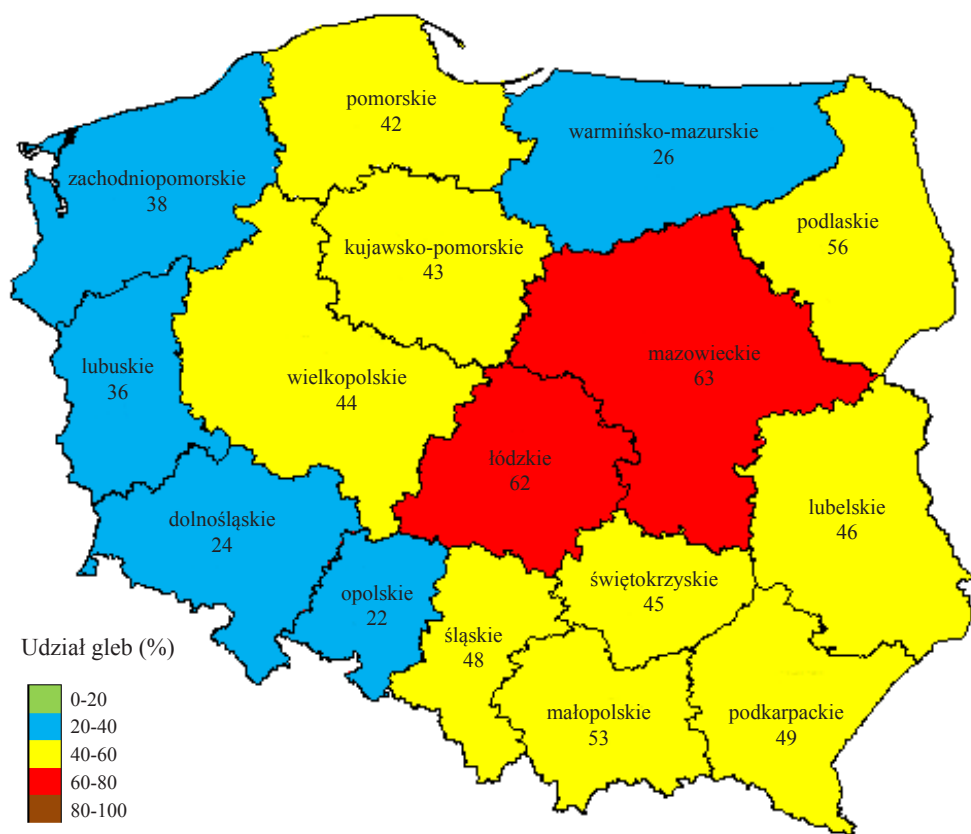 pomorskie
42
warmińsko-mazurskie
26
zachodniopomorskie
38
podlaskie
56
kujawsko-pomorskie
43
mazowieckie
63
lubuskie
36
wielkopolskie
44
łódzkie
62
lubelskie
46
dolnośląskie
24
opolskie
22
świętokrzyskie
45
śląskie
48
małopolskie
53
podkarpackie
49
Udział gleb (%)
0-20
20-40
40-60
60-80
80-100